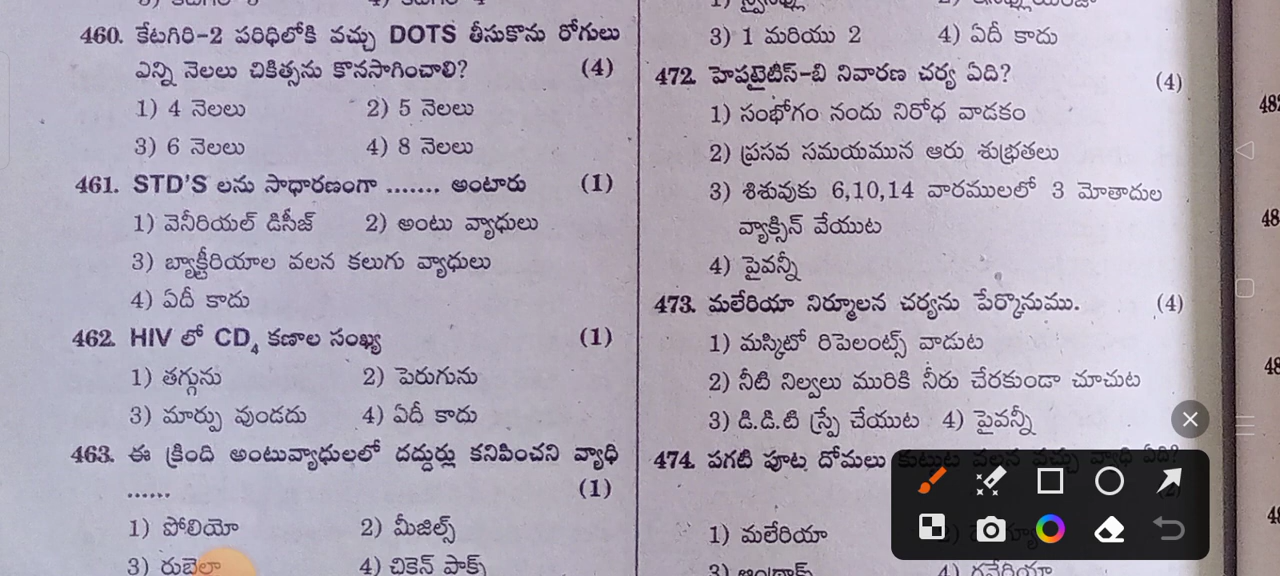 460. కేటగిరి-2 పరిధిలోకి వచ్చు DOTS తీసుకొను రోగులు
ఎన్ని నెలలు చికిత్సను కొనసాగించాలి? (4)
1) 4 నెలలు 2) 5 నెలలు
3) 6 నెలలు 4) 8 నెలలు
461. STD'S లను సాధారణంగా ....... అంటారు (1)
1) వెనీరియల్ డిసీజ్ 2) అంటు వ్యాధులు
3) బ్యాక్టీరియాల వలన కలుగు వ్యాధులు
4) ఏదీ కాదు
462. HIV లో CD4 కణాల సంఖ్య (1)
1) తగ్గును 2) పెరుగును
3) మార్పు వుండదు 4) ఏదీ కాదు
463. ఈ క్రింది అంటువ్యాధులలో దద్దుర్లు కనిపించని వ్యాధి
...... (1)
1) పోలియో 2) మీజిల్స్
3) రుబెల్లా 4) చికెన్ పాక్స్
3) 1 మరియు 2 4) ఏదీ కాదు
472. హెపటైటిస్-బి నివారణ చర్య ఏది? (4)
1) సంభోగం నందు నిరోధ వాడకం
2) ప్రసవ సమయమున ఆరు శుభ్రతలు
3) శిశువుకు 6,10,14 వారములలో 3 మోతాదుల
వ్యాక్సిన్ వేయుట
4) పైవన్నీ
473. మలేరియా నిర్మూలన చర్యను పేర్కొనుము. (4)
1) మస్కిటో రిపెలంట్స్ వాడుట
2) నీటి నిల్వలు మురికి నీరు చేరకుండా చూచుట
3) డి.డి.టి స్ప్రే చేయుట 4) పైవన్నీ
474. పగటి పూట దోమలు కుట్టుట వలన వచ్చు వ్యాధి ఏది?
1) మలేరియా